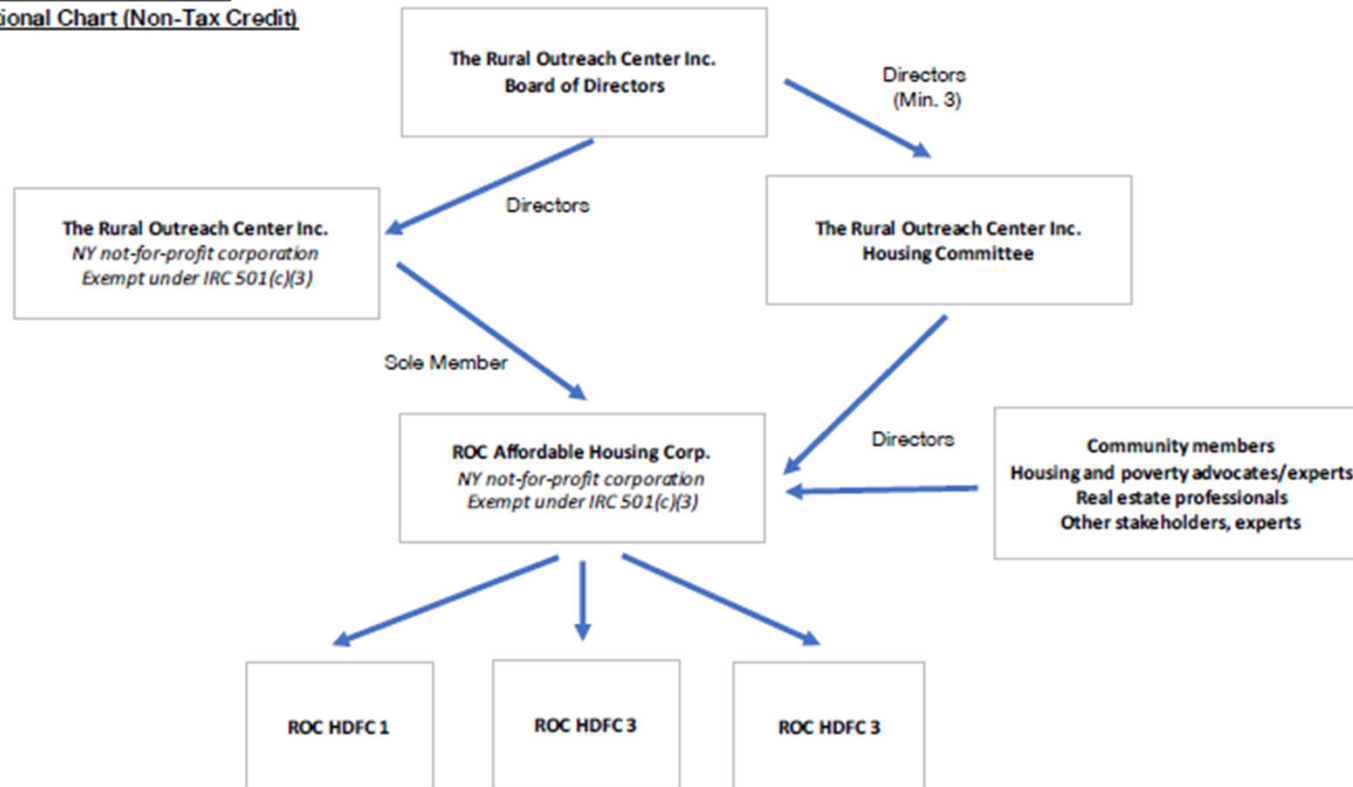 tional Chart (Non-Tax Credit)
The Rural Outreach Center Inc.
Board of Directors
Directors
(Min. 3)
Directors
The Rural Outreach Center Inc.
NY not-for-profit corporation
Exempt under IRC 501(c)(3)
The Rural Outreach Center Inc.
Housing Committee
Sole Member
ROC Affordable Housing Corp.
NY not-for-profit corporation
Exempt under IRC 501(c)(3)
Directors
Community members
Housing and poverty advocates/experts
Real estate professionals
Other stakeholders, experts
ROC HDFC 1
ROC HDFC 3
ROC HDFC 3